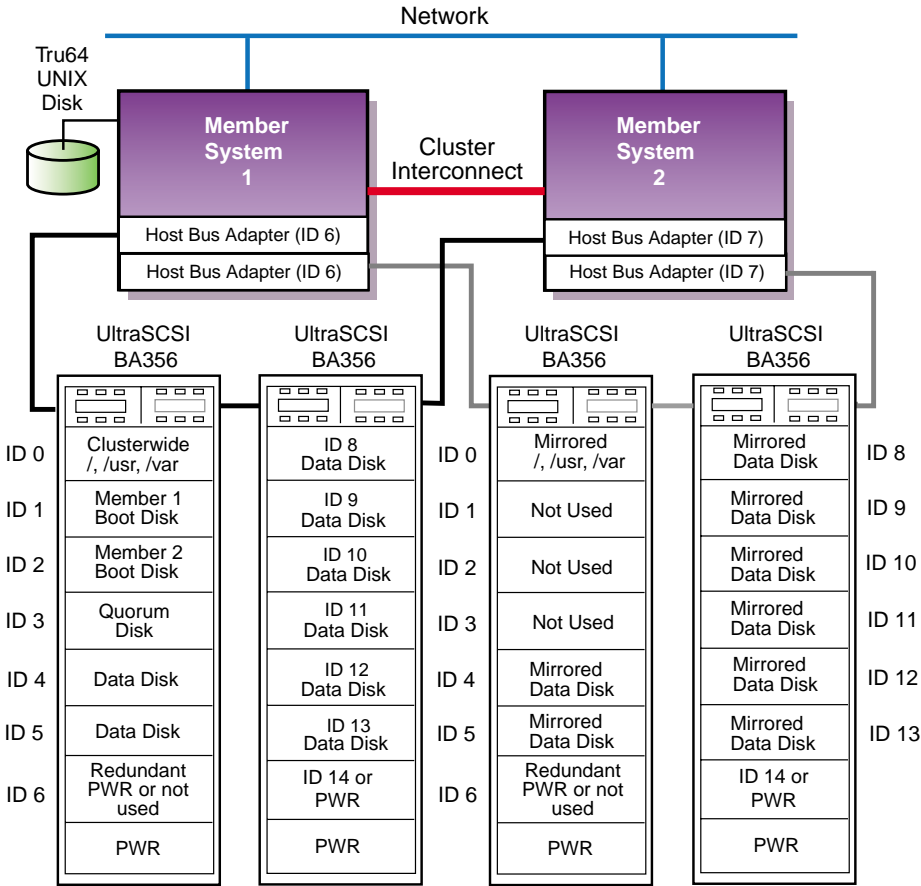 Network
Tru64
UNIX
Disk
Member
System
1
Cluster
Interconnect
Member
System
2
Host Bus Adapter (ID 6)
Host Bus Adapter (ID 6)
Host Bus Adapter (ID 7)
Host Bus Adapter (ID 7)
UltraSCSI
BA356
UltraSCSI
BA356
UltraSCSI
BA356
UltraSCSI
BA356
ID 0
ID 1
ID 2
ID 3
ID 4
ID 5
ID 6
Clusterwide
/, /usr, /var
Member 1
Boot Disk
Member 2
Boot Disk
Quorum
Disk
Data Disk
Data Disk
Redundant
PWR or not
used
PWR
ID 8
Data Disk
ID 9
Data Disk
ID 10
Data Disk
ID 11
Data Disk
ID 12
Data Disk
ID 13
Data Disk
ID 14 or
PWR
PWR
ID 0
ID 1
ID 2
ID 3
ID 4
ID 5
ID 6
Mirrored
/, /usr, /var
Not Used
Not Used
Not Used
Mirrored
Data Disk
Mirrored
Data Disk
Redundant
PWR or not
used
PWR
Mirrored
Data Disk
Mirrored
Data Disk
Mirrored
Data Disk
Mirrored
Data Disk
Mirrored
Data Disk
Mirrored
Data Disk
ID 14 or
PWR
PWR
ID 8
ID 9
ID 10
ID 11
ID 12
ID 13